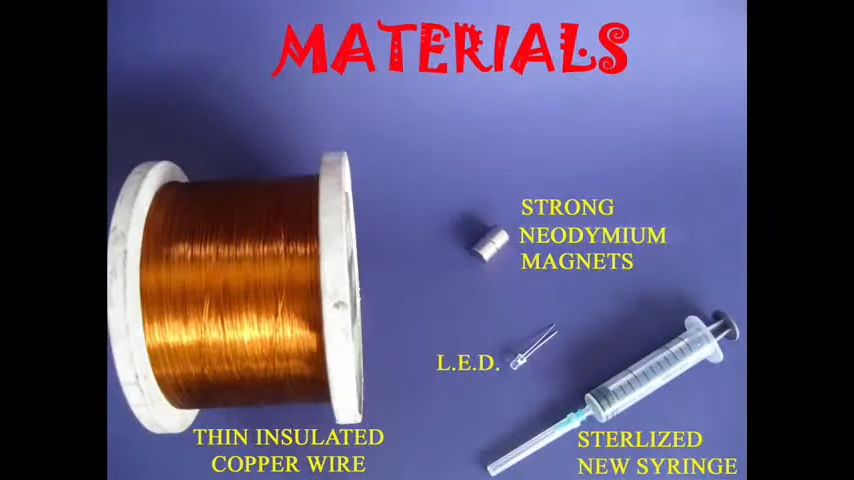 MATERIALS
STRONG
NEODYMIUM
MAGNETS
L.E.D.
THIN INSULATED
COPPER WIRE
STERLIZED
NEW SYRINGE